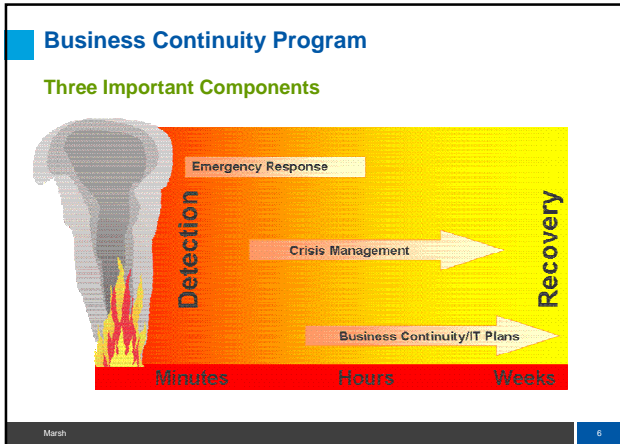 Business Continuity Program
Three Important Components
Emergency Response
Detection
Crisis Management
Recovery
Business Continuity/IT Plans
Minutes Hours Weeks
Marsh 6